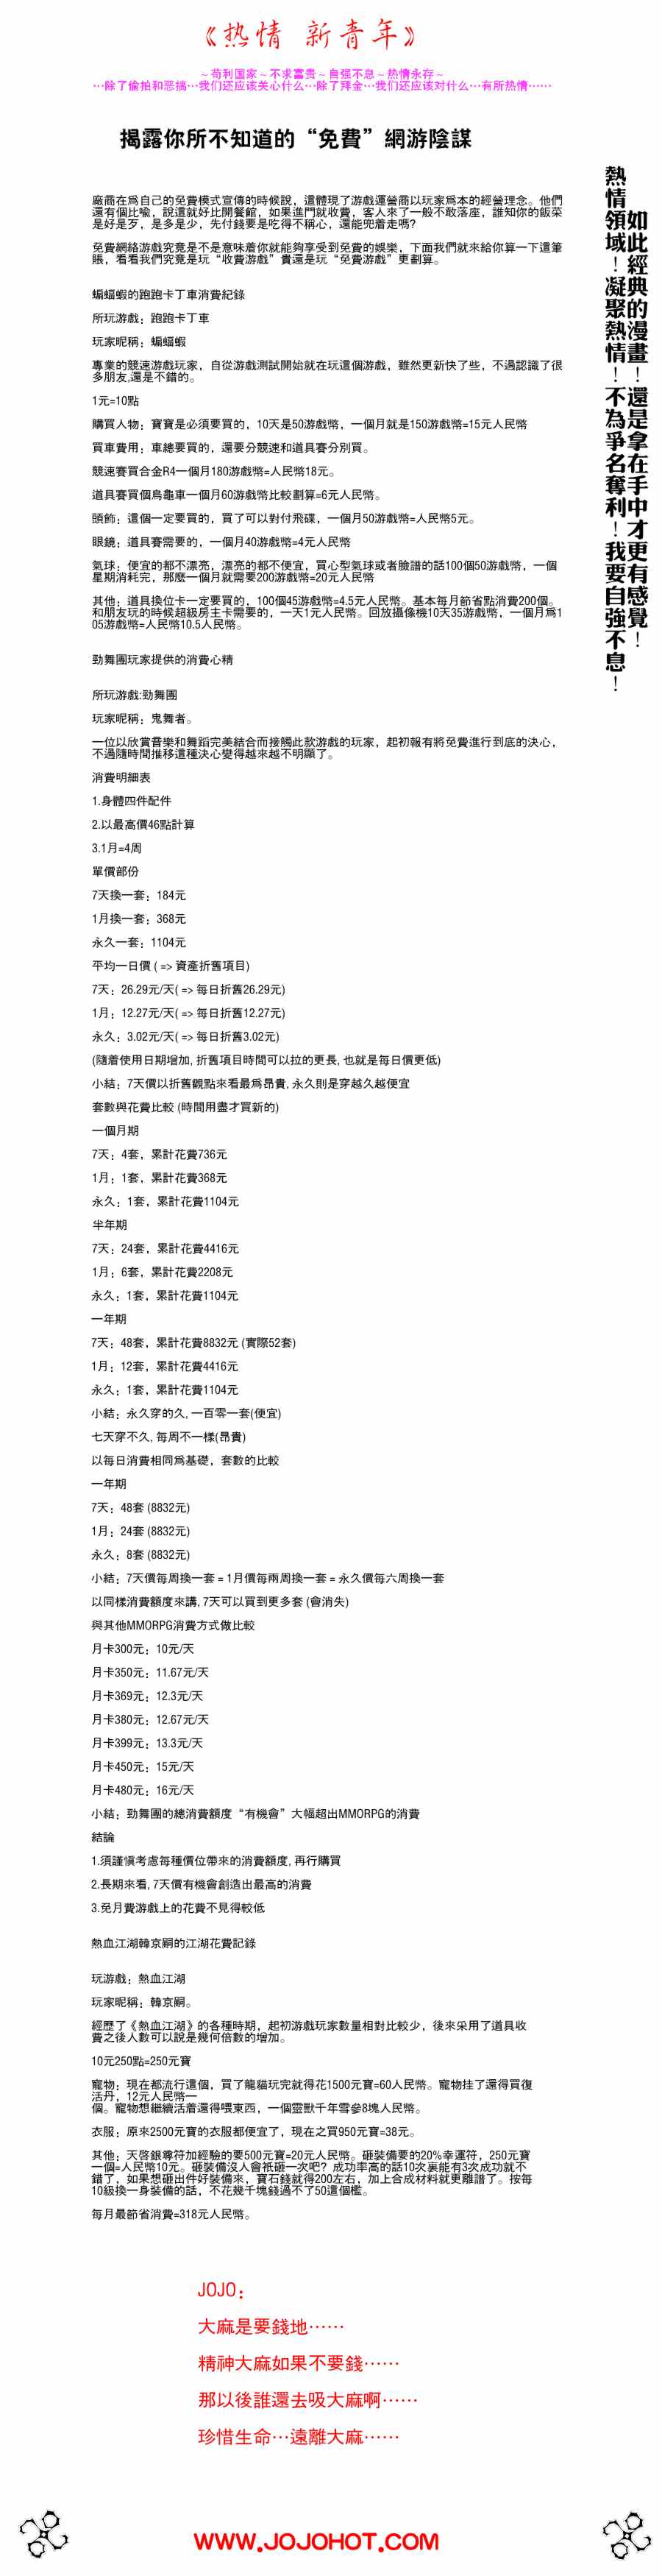 《热情 新青年》
～苟利国家～不求富贵～自强不息～热情永存～
…除了偷拍和恶搞…我们还应该关心什么…除了拜金…我们还应该对什么…有所热情……
揭露你所不知道的“免費”網游陰謀
廠商在爲自己的免費模式宣傳的時候說，這體現了游戲運營商以玩家爲本的經營理念。他們
還有個比喻，說這就好比開餐館，如果進門就收費，客人來了一般不敢落座，誰知你的飯菜
是好是歹，是多是少，先付錢要是吃得不稱心，還能兜着走嗎？
免費網絡游戲究竟是不是意味着你就能夠享受到免費的娛樂，下面我們就來給你算一下這筆
賬，看看我們究竟是玩“收費游戲”貴還是玩“免費游戲”更劃算。
蝙蝠蝦的跑跑卡丁車消費紀錄
所玩游戲：跑跑卡丁車
玩家昵稱：蝙蝠蝦
專業的競速游戲玩家，自從游戲測試開始就在玩這個游戲，雖然更新快了些，不過認識了很
多朋友,還是不錯的。
1元=10點
購買人物：寶寶是必須要買的，10天是50游戲幣，一個月就是150游戲幣=15元人民幣
買車費用：車總要買的，還要分競速和道具賽分別買。
競速賽買合金R4一個月180游戲幣=人民幣18元。
道具賽買個烏龜車一個月60游戲幣比較劃算=6元人民幣。
頭飾：這個一定要買的，買了可以對付飛碟，一個月50游戲幣=人民幣5元。
眼鏡：道具賽需要的，一個月40游戲幣=4元人民幣
氣球：便宜的都不漂亮，漂亮的都不便宜，買心型氣球或者臉譜的話100個50游戲幣，一個
星期消耗完，那麼一個月就需要200游戲幣=20元人民幣
其他：道具換位卡一定要買的，100個45游戲幣=4.5元人民幣。基本每月節省點消費200個。
和朋友玩的時候超級房主卡需要的，一天1元人民幣。回放攝像機10天35游戲幣，一個月爲1
05游戲幣=人民幣10.5人民幣。
勁舞團玩家提供的消費心精
所玩游戲:勁舞團
玩家昵稱：鬼舞者。
一位以欣賞音樂和舞蹈完美結合而接觸此款游戲的玩家，起初報有將免費進行到底的決心，
不過隨時間推移這種決心變得越來越不明顯了。
消費明細表
1.身體四件配件
2.以最高價46點計算
3.1月=4周
單價部份
7天換一套：184元
1月換一套：368元
永久一套：1104元
平均一日價 ( => 資產折舊項目)
7天：26.29元/天( => 每日折舊26.29元)
1月：12.27元/天( => 每日折舊12.27元)
永久：3.02元/天( => 每日折舊3.02元)
(隨着使用日期增加, 折舊項目時間可以拉的更長, 也就是每日價更低)
小結：7天價以折舊觀點來看最爲昂貴, 永久則是穿越久越便宜
套數與花費比較 (時間用盡才買新的)
一個月期
7天：4套，累計花費736元
1月：1套，累計花費368元
永久：1套，累計花費1104元
半年期
7天：24套，累計花費4416元
1月：6套，累計花費2208元
永久：1套，累計花費1104元
一年期
7天：48套，累計花費8832元 (實際52套)
1月：12套，累計花費4416元
永久：1套，累計花費1104元
小結：永久穿的久, 一百零一套(便宜)
七天穿不久, 每周不一樣(昂貴)
以每日消費相同爲基礎，套數的比較
一年期
7天：48套 (8832元)
1月：24套 (8832元)
永久：8套 (8832元)
小結：7天價每周換一套 = 1月價每兩周換一套 = 永久價每六周換一套
以同樣消費額度來講, 7天可以買到更多套 (會消失)
與其他MMORPG消費方式做比較
月卡300元：10元/天
月卡350元：11.67元/天
月卡369元：12.3元/天
月卡380元：12.67元/天
月卡399元：13.3元/天
月卡450元：15元/天
月卡480元：16元/天
小結：勁舞團的總消費額度“有機會”大幅超出MMORPG的消費
結論
1.須謹愼考慮每種價位帶來的消費額度, 再行購買
2.長期來看, 7天價有機會創造出最高的消費
3.免月費游戲上的花費不見得較低
熱血江湖韓京嗣的江湖花費記錄
玩游戲：熱血江湖
玩家昵稱：韓京嗣。
經歷了《熱血江湖》的各種時期，起初游戲玩家數量相對比較少，後來采用了道具收
費之後人數可以說是幾何倍數的增加。
10元250點=250元寶
寵物：現在都流行這個，買了龍貓玩完就得花1500元寶=60人民幣。寵物挂了還得買復
活丹，12元人民幣一
個。寵物想繼續活着還得喂東西，一個靈獸千年雪參8塊人民幣。
衣服：原來2500元寶的衣服都便宜了，現在之買950元寶=38元。
其他：天啓銀尊符加經驗的要500元寶=20元人民幣。砸裝備要的20%幸運符，250元寶
一個=人民幣10元。砸裝備沒人會衹砸一次吧？成功率高的話10次裏能有3次成功就不
錯了，如果想砸出件好裝備來，寶石錢就得200左右，加上合成材料就更離譜了。按每
10級換一身裝備的話，不花幾千塊錢過不了50這個檻。
每月最節省消費=318元人民幣。
如此經典的漫畫！還是拿在手中才更有感覺！
熱情領域！凝聚熱情！不為爭名奪利！我要自強不息！
JOJO：
大麻是要錢地……
精神大麻如果不要錢……
那以後誰還去吸大麻啊……
珍惜生命…遠離大麻……
WWW.JOJOHOT.COM